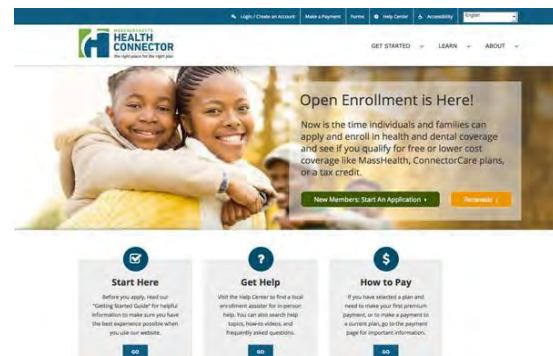 Login / Create an Account
Make a Payment
Forms
Help Center
Accessibility
English
MASSACHUSETTS
HEALTH
CONNECTOR
the right place for the right plan
GET STARTED
LEARN
ABOUT
Open Enrollment is Here!
Now is the time individuals and families can
apply and enroll in health and dental coverage
and see if you qualify for free or lower cost
coverage like MassHealth, ConnectorCare plans,
or a tax credit.
New Members: Start An Application
Renewals
Start Here
Before you apply, read our
"Getting Started Guide" for helpful
information to make sure you have
the best experience possible when
you use our website.
GO
Get Help
Visit the Help Center to find a local
enrollment assister for in-person
help. You can also search help
topics, how-to videos, and
frequently asked questions.
GO
How to Pay
If you have selected a plan and
need to make your first premium
payment, or to make a payment to
a current plan, go to the payment
page for important information.
GO